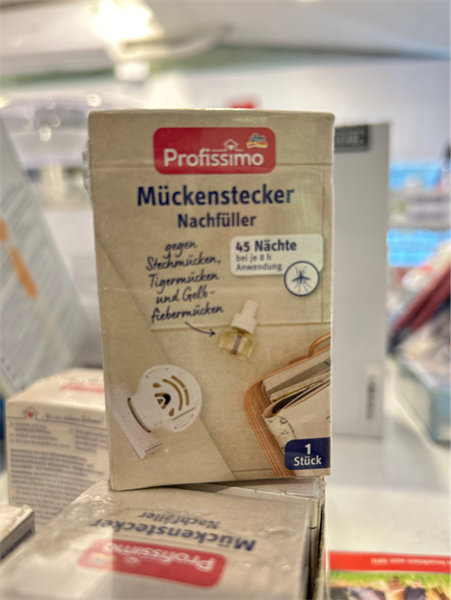 Profissimo
Mückenstecker
Nachfüller
gegen
Stechmücken,
Tigermücken
und Gelb-
fiebermücken
45 Nächte
bei je 8 h
Anwendung
1
Stück
Mückenstecker
Nachfüller
Profissimo